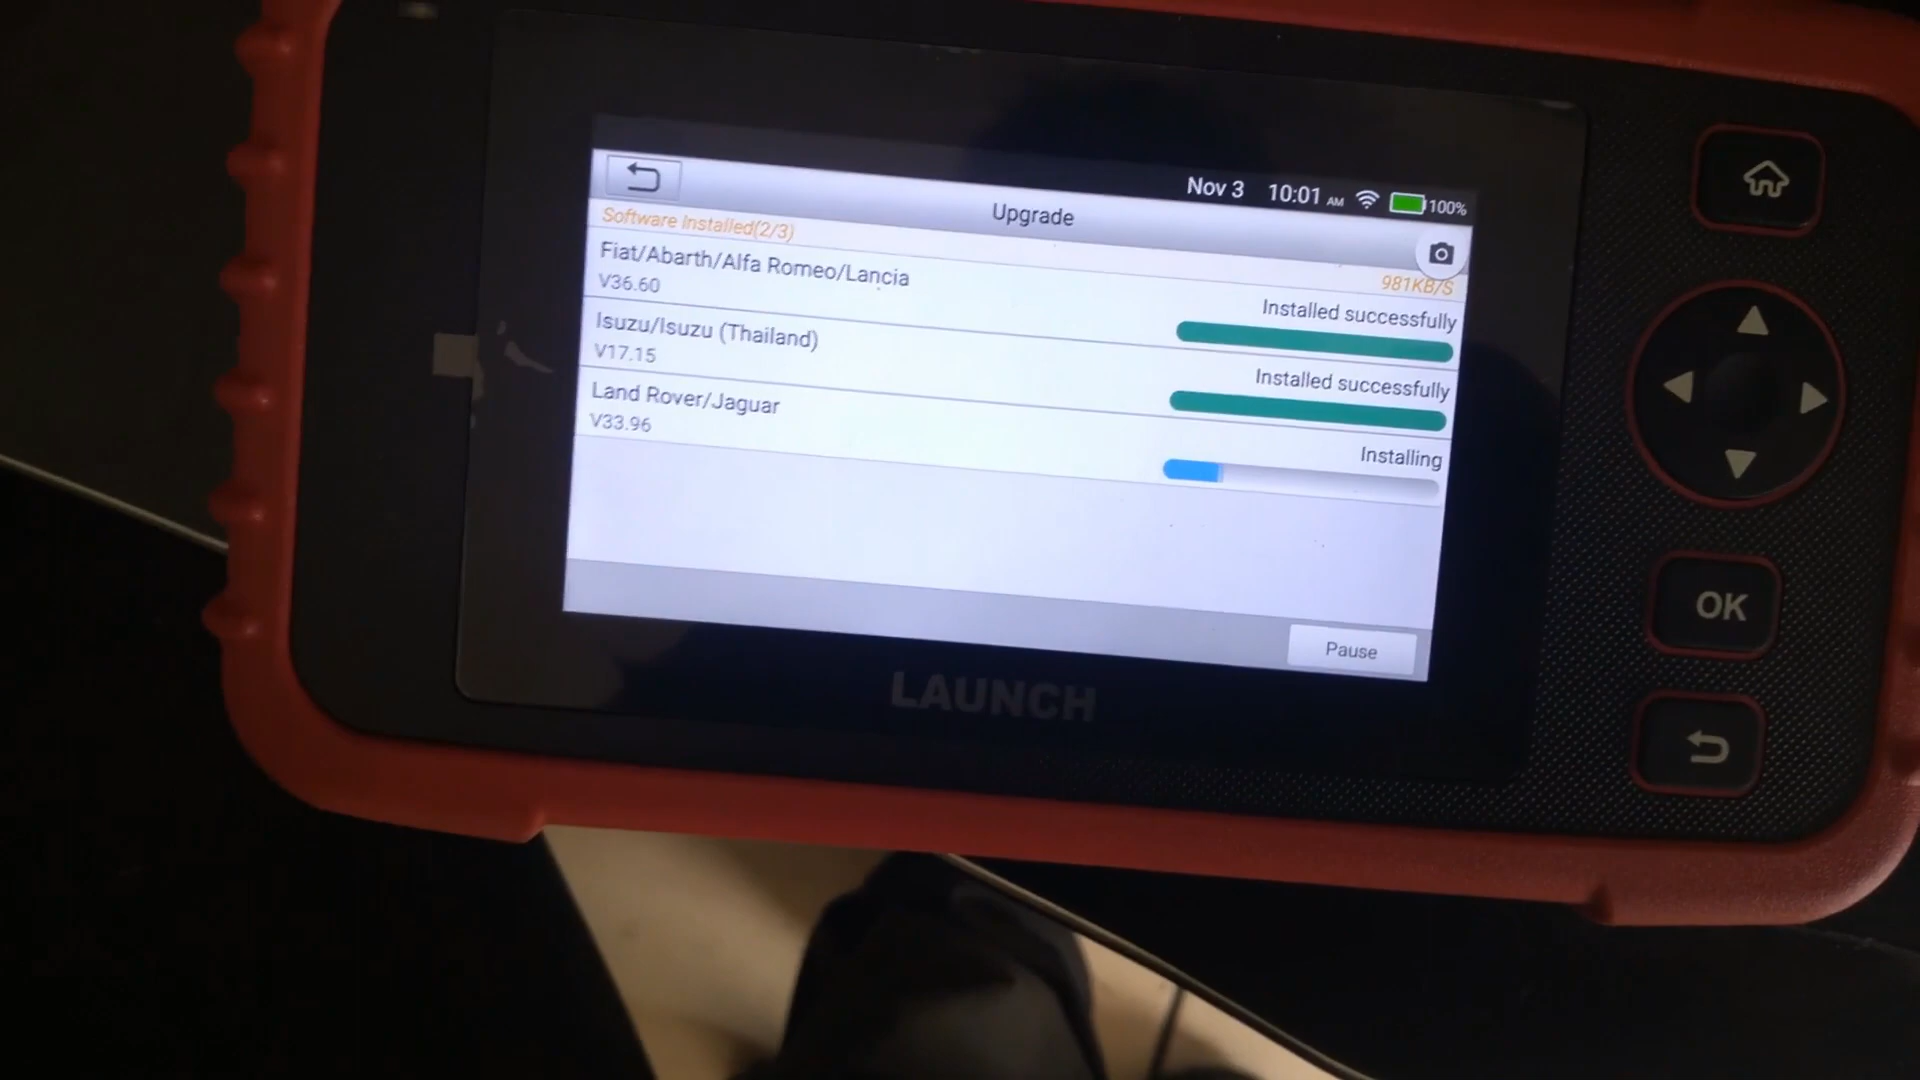 Nov 3 10:01 AM 100%
Upgrade
Software Installed(2/3)
981KB/S
Fiat/Abarth/Alfa Romeo/Lancia
V36.60
Installed successfully
Isuzu/Isuzu (Thailand)
V17.15
Installed successfully
Land Rover/Jaguar
V33.96
Installing
Pause
LAUNCH
OK